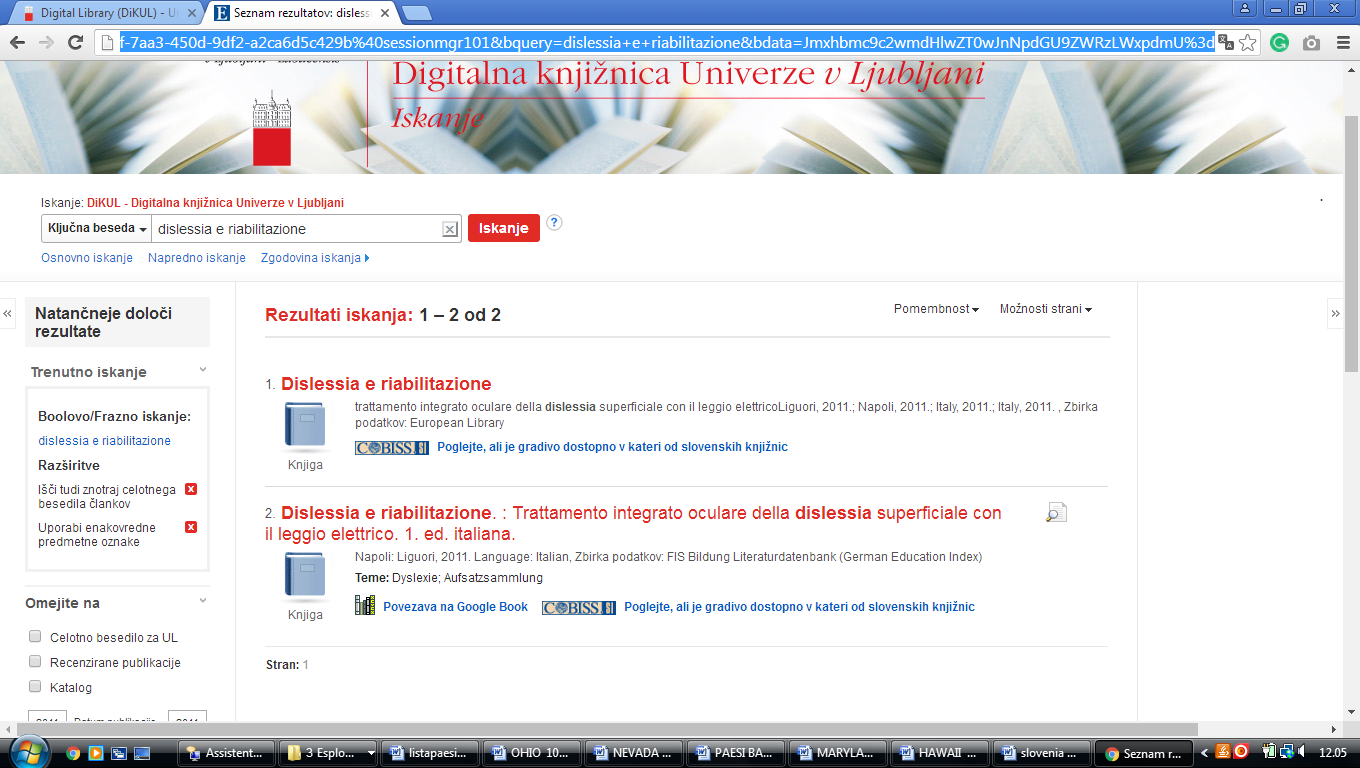 Digital Library (DiKUL) - U
Seznam rezultatov: disless
f-7aa3-450d-9df2-a2ca6d5c429b%40sessionmgr101&bquery=dislessia+e+riabilitazione&bdata=Jmxhbmc9c2wmdHlwZT0wJnNpdGU9ZWRzLWxpdmU%3d
Digitalna knjižnica Univerze v Ljubljani
Iskanje
Iskanje: DiKUL - Digitalna knjižnica Univerze v Ljubljani
Ključna beseda
dislessia e riabilitazione
Iskanje
?
Osnovno iskanje Napredno iskanje Zgodovina iskanja
Natančneje določi
rezultate
Trenutno iskanje
Boolovo/Frazno iskanje:
dislessia e riabilitazione
Razširitve
Išči tudi znotraj celotnega
besedila člankov
Uporabi enakovredne
predmetne oznake
Omejite na
Celotno besedilo za UL
Recenzirane publikacije
Katalog
2011 Datum publikacije 2011
Rezultati iskanja: 1 – 2 od 2
Pomembnost Možnosti strani
1. Dislessia e riabilitazione
trattamento integrato oculare della dislessia superficiale con il leggio elettricoLiguori, 2011.; Napoli, 2011.; Italy, 2011.; Italy, 2011. , Zbirka
podatkov: European Library
COBISS Poglejte, ali je gradivo dostopno v kateri od slovenskih knjižnic
Knjiga
2. Dislessia e riabilitazione. : Trattamento integrato oculare della dislessia superficiale con
il leggio elettrico. 1. ed. italiana.
Napoli: Liguori, 2011. Language: Italian, Zbirka podatkov: FIS Bildung Literaturdatenbank (German Education Index)
Teme: Dyslexie; Aufsatzsammlung
Povezava na Google Book COBISS Poglejte, ali je gradivo dostopno v kateri od slovenskih knjižnic
Knjiga
Stran: 1
Assistent... 3 Esplo... listapaesi... OHIO 10... NEVADA ... PAESI BA... MARYLA... HAWAII ... slovenia ... Seznam r... 12.05